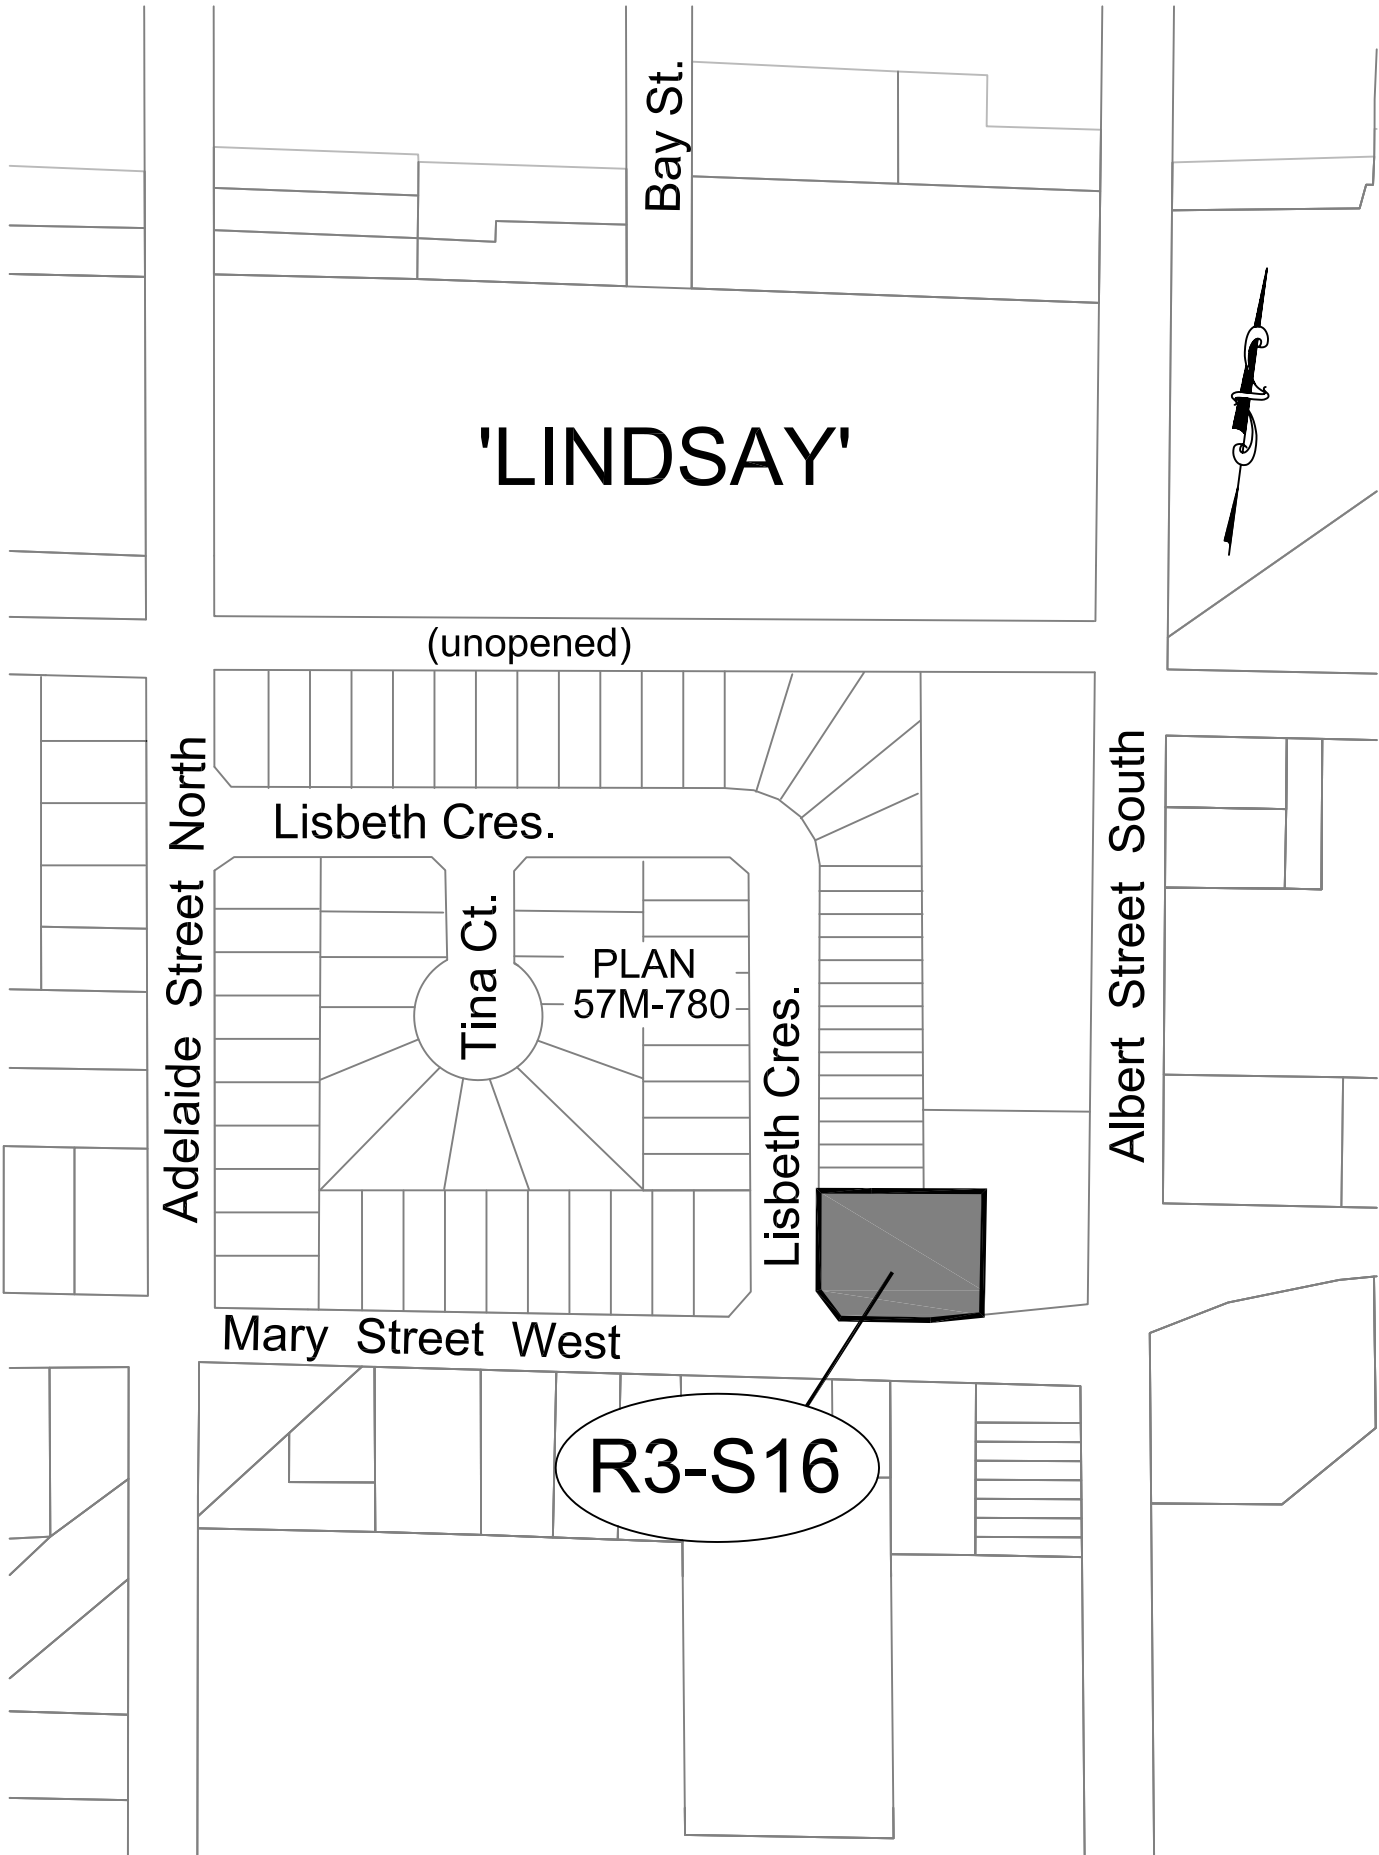 Bay St.
'LINDSAY'
(unopened)
Adelaide Street North
Lisbeth Cres.
Albert Street South
Tina Ct.
PLAN
57M-780
Lisbeth Cres.
Mary Street West
R3-S16